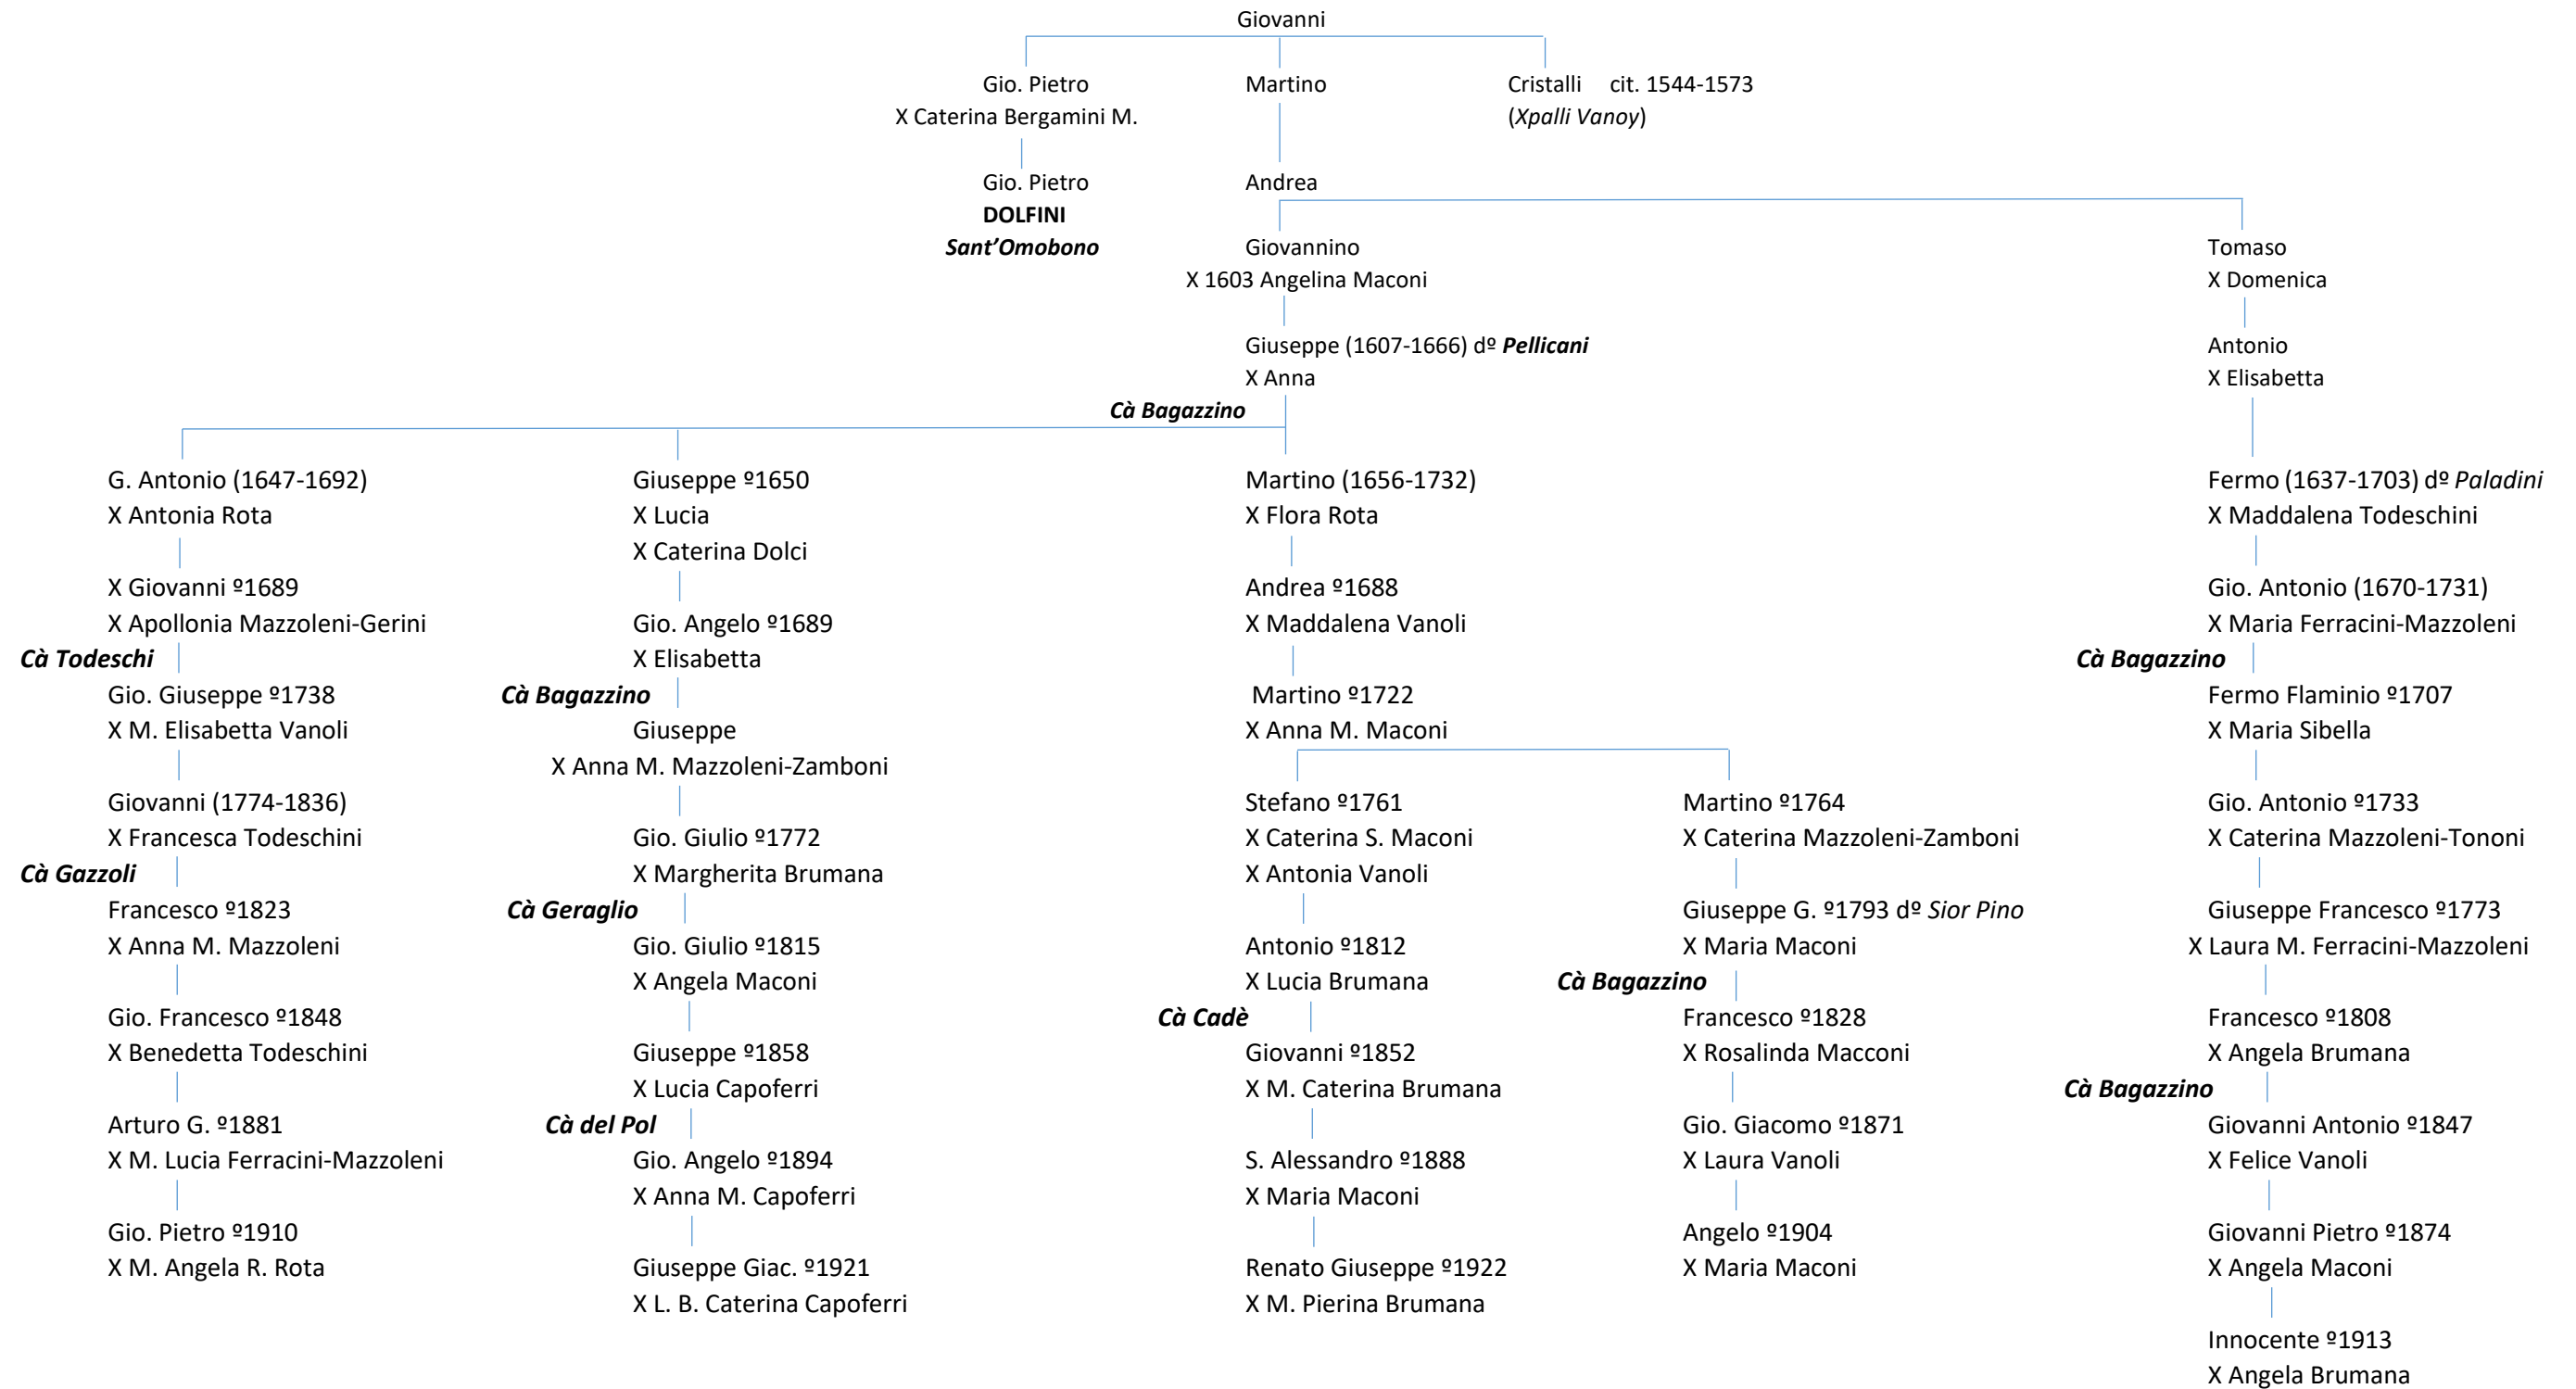 Giovanni
Gio. Pietro
X Caterina Bergamini M.
Martino
Cristalli cit. 1544-1573
(Xpalli Vanoy)
Gio. Pietro
DOLFINI
Sant’Omobono
Andrea
Giovannino
X 1603 Angelina Maconi
Tomaso
X Domenica
Giuseppe (1607-1666) dº Pellicani
X Anna
Antonio
X Elisabetta
Cà Bagazzino
G. Antonio (1647-1692)
X Antonia Rota
X Giovanni º1689
X Apollonia Mazzoleni-Gerini
Cà Todeschi
Gio. Giuseppe º1738
X M. Elisabetta Vanoli
Giovanni (1774-1836)
X Francesca Todeschini
Cà Gazzoli
Francesco º1823
X Anna M. Mazzoleni
Gio. Francesco º1848
X Benedetta Todeschini
Arturo G. º1881
X M. Lucia Ferracini-Mazzoleni
Gio. Pietro º1910
X M. Angela R. Rota
Giuseppe º1650
X Lucia
X Caterina Dolci
Gio. Angelo º1689
X Elisabetta
Cà Bagazzino
Giuseppe
X Anna M. Mazzoleni-Zamboni
Gio. Giulio º1772
X Margherita Brumana
Cà Geraglio
Gio. Giulio º1815
X Angela Maconi
Giuseppe º1858
X Lucia Capoferri
Cà del Pol
Gio. Angelo º1894
X Anna M. Capoferri
Giuseppe Giac. º1921
X L. B. Caterina Capoferri
Martino (1656-1732)
X Flora Rota
Andrea º1688
X Maddalena Vanoli
Martino º1722
X Anna M. Maconi
Stefano º1761
X Caterina S. Maconi
X Antonia Vanoli
Antonio º1812
X Lucia Brumana
Cà Cadè
Giovanni º1852
X M. Caterina Brumana
S. Alessandro º1888
X Maria Maconi
Renato Giuseppe º1922
X M. Pierina Brumana
Martino º1764
X Caterina Mazzoleni-Zamboni
Giuseppe G. º1793 dº Sior Pino
X Maria Maconi
Cà Bagazzino
Francesco º1828
X Rosalinda Macconi
Gio. Giacomo º1871
X Laura Vanoli
Angelo º1904
X Maria Maconi
Fermo (1637-1703) dº Paladini
X Maddalena Todeschini
Gio. Antonio (1670-1731)
X Maria Ferracini-Mazzoleni
Cà Bagazzino
Fermo Flaminio º1707
X Maria Sibella
Gio. Antonio º1733
X Caterina Mazzoleni-Tononi
Giuseppe Francesco º1773
X Laura M. Ferracini-Mazzoleni
Francesco º1808
X Angela Brumana
Cà Bagazzino
Giovanni Antonio º1847
X Felice Vanoli
Giovanni Pietro º1874
X Angela Maconi
Innocente º1913
X Angela Brumana